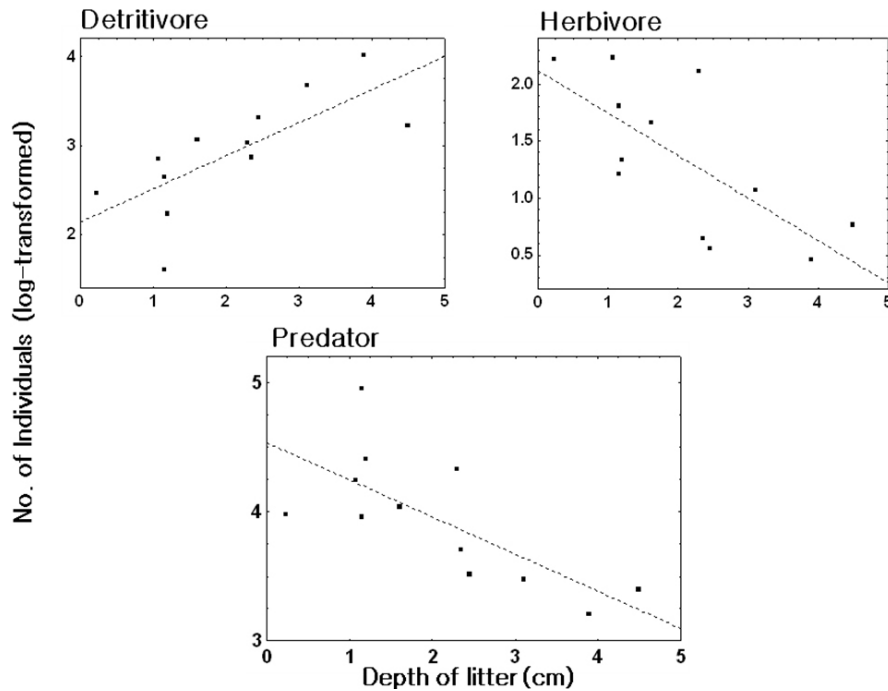 Detritivore
4
3
2
0 1 2 3 4 5
Herbivore
2.0
1.5
1.0
0.5
0 1 2 3 4 5
No. of Individuals (log-transformed)
Predator
5
4
3
0 1 2 3 4 5
Depth of litter (cm)